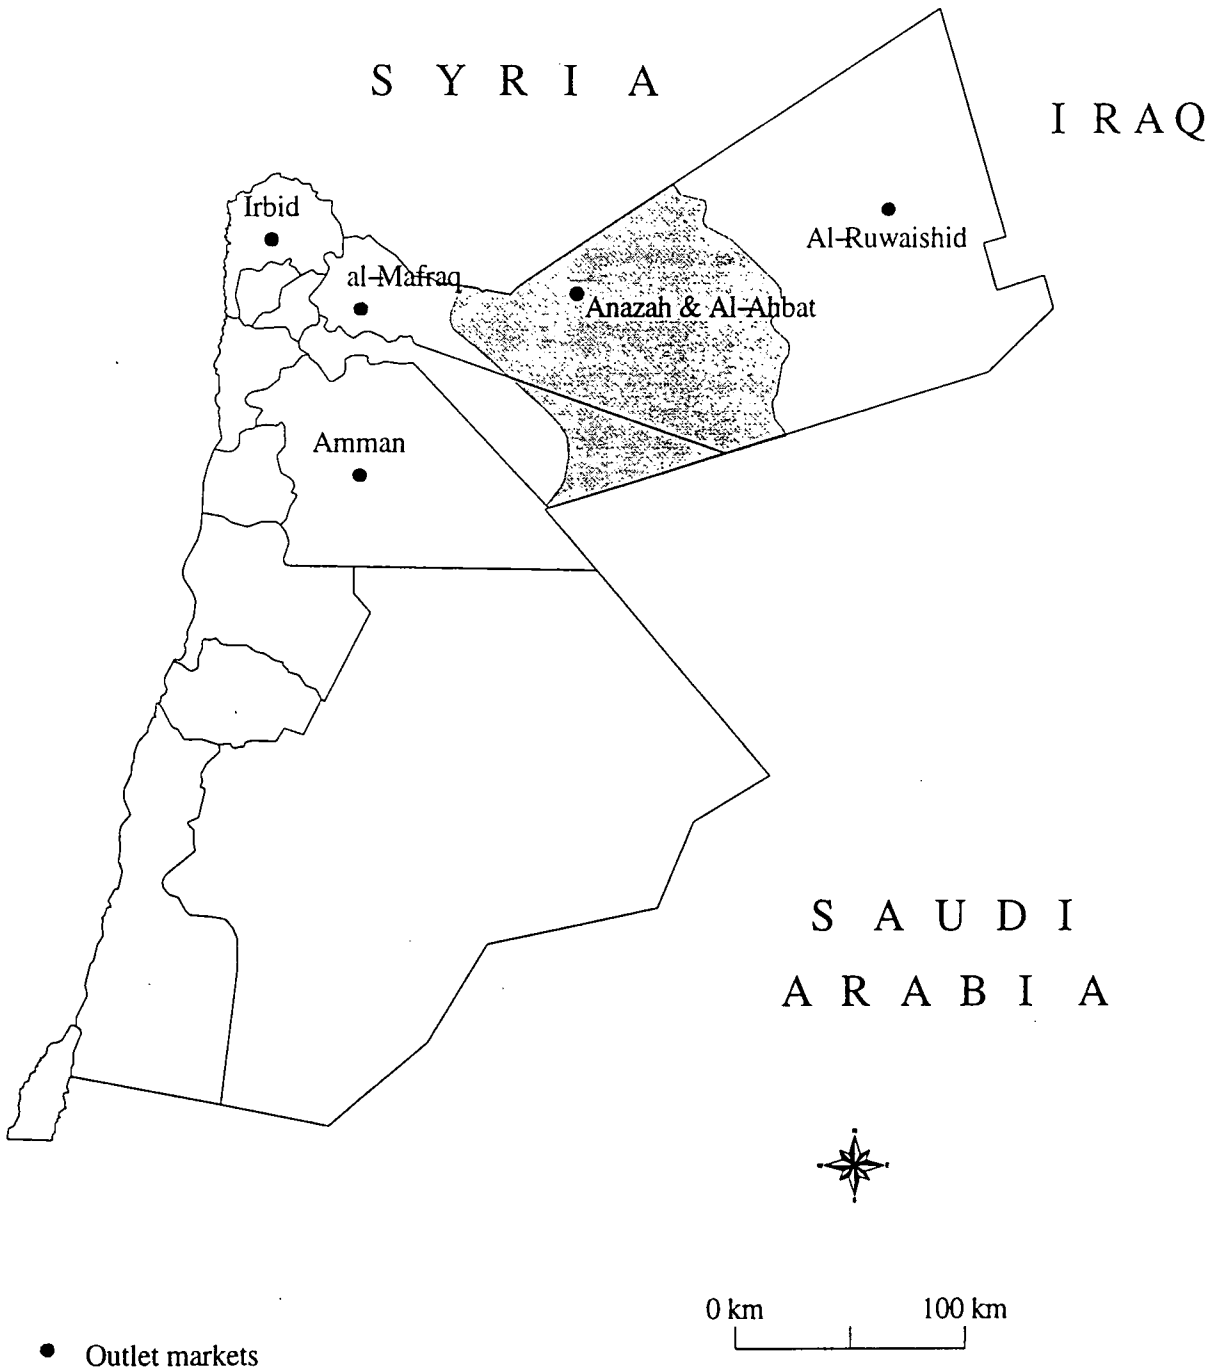 S Y R I A
I R A Q
Irbid
al-Mafraq
Al-Ruwaishid
Anazah & Al-Ahbat
Amman
S A U D I
A R A B I A
0 km 100 km
Outlet markets